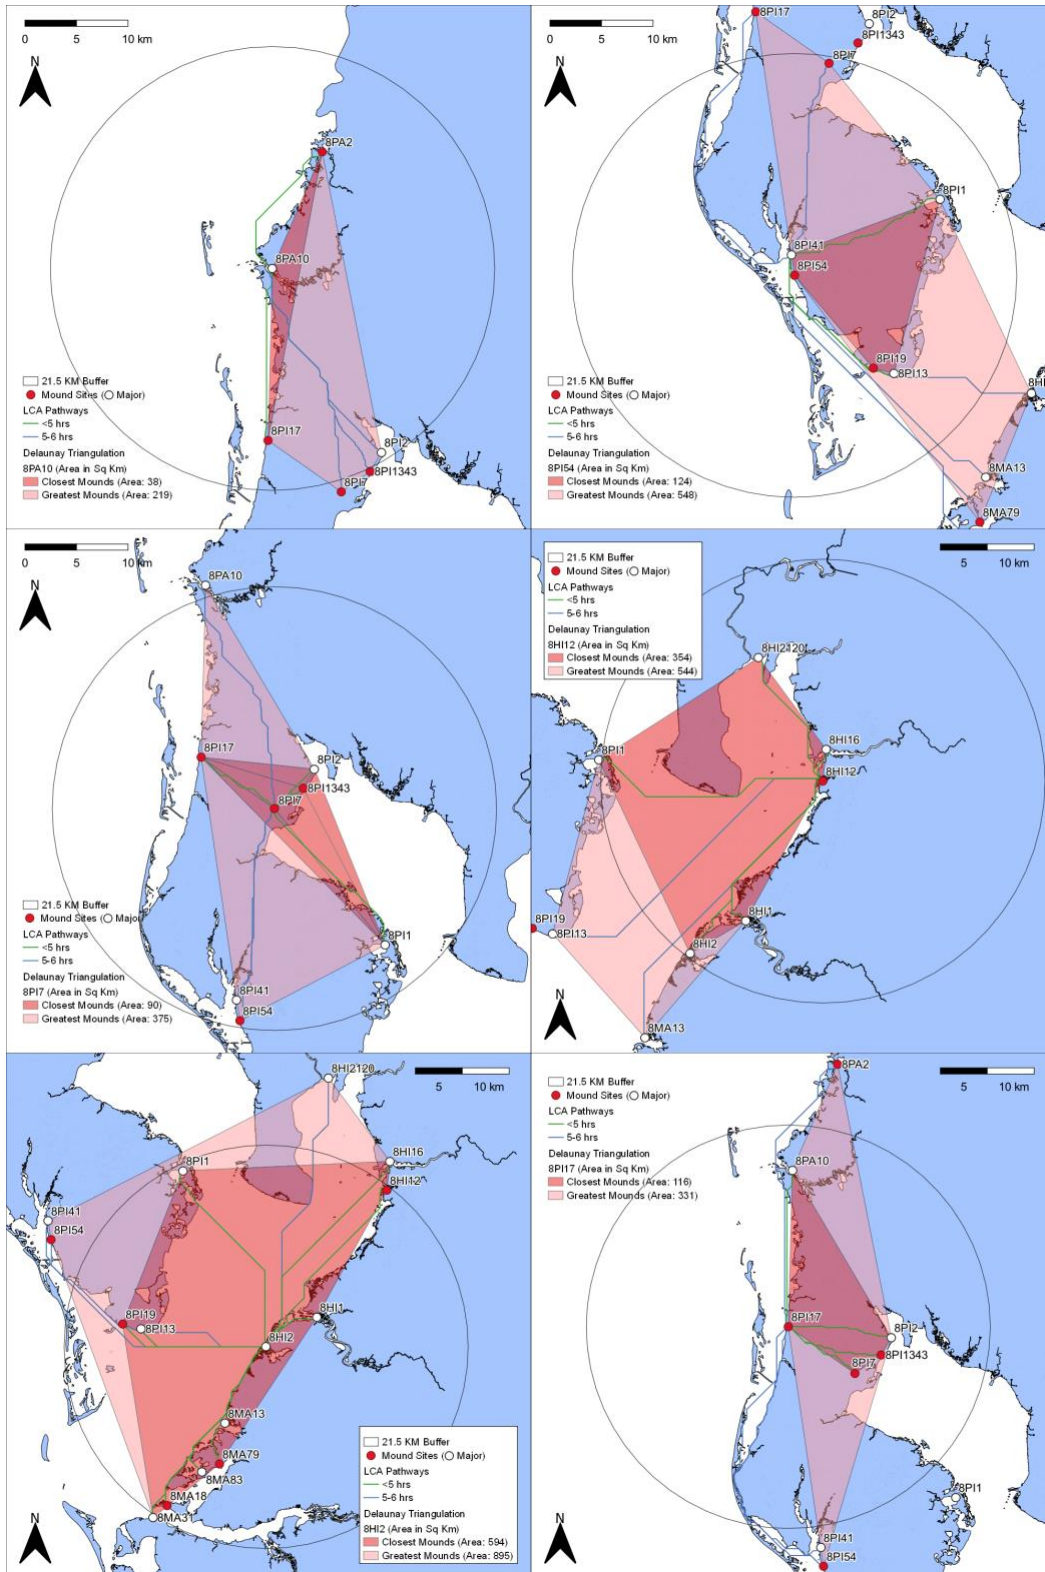 0 5 10 km
N
8PA2
8PA10
8PI17
8PI2
8PI1343
8PI7
21.5 KM Buffer
Mound Sites (○ Major)
LCA Pathways
<5 hrs
5-6 hrs
Delaunay Triangulation
8PA10 (Area in Sq Km)
Closest Mounds (Area: 38)
Greatest Mounds (Area: 219)
0 5 10 km
N
8PI17
8PI2
8PI1343
8PI7
8PI1
8PI41
8PI54
8PI19
8PI13
8HI
8MA13
8MA79
21.5 KM Buffer
Mound Sites (○ Major)
LCA Pathways
<5 hrs
5-6 hrs
Delaunay Triangulation
8PI54 (Area in Sq Km)
Closest Mounds (Area: 124)
Greatest Mounds (Area: 548)
0 5 10 km
N
8PA10
8PI17
8PI2
8PI1343
8PI7
8PI1
8PI41
8PI54
21.5 KM Buffer
Mound Sites (○ Major)
LCA Pathways
<5 hrs
5-6 hrs
Delaunay Triangulation
8PI7 (Area in Sq Km)
Closest Mounds (Area: 90)
Greatest Mounds (Area: 375)
21.5 KM Buffer
Mound Sites (○ Major)
LCA Pathways
<5 hrs
5-6 hrs
Delaunay Triangulation
8HI12 (Area in Sq Km)
Closest Mounds (Area: 354)
Greatest Mounds (Area: 544)
5 10 km
8HI2120
8PI1
8HI16
8HI12
8PI19
8PI13
8HI1
8HI2
8MA13
N
8HI2120
5 10 km
8PI1
8HI16
8HI12
8PI41
8PI54
8PI19
8PI13
8HI1
8HI2
8MA13
8MA79
8MA83
8MA18
8MA31
N
21.5 KM Buffer
Mound Sites (○ Major)
LCA Pathways
<5 hrs
5-6 hrs
Delaunay Triangulation
8HI2 (Area in Sq Km)
Closest Mounds (Area: 594)
Greatest Mounds (Area: 895)
21.5 KM Buffer
Mound Sites (○ Major)
LCA Pathways
<5 hrs
5-6 hrs
Delaunay Triangulation
8PI17 (Area in Sq Km)
Closest Mounds (Area: 116)
Greatest Mounds (Area: 331)
8PA2
5 10 km
8PA10
8PI17
8PI2
8PI1343
8PI7
8PI1
8PI41
8PI54
N